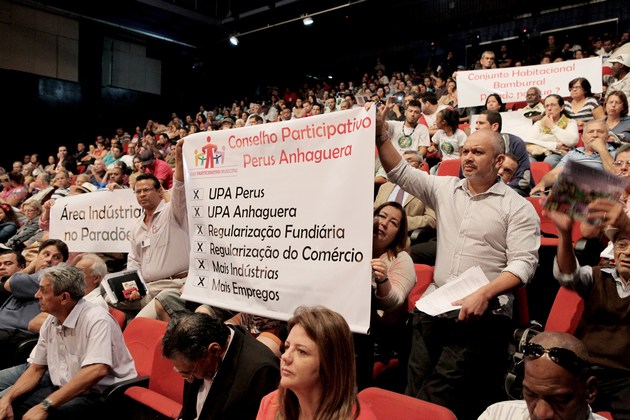 Conselho Participativo
Perus Anhaguera
X UPA Perus
X UPA Anhaguera
X Regularização Fundiária
X Regularização do Comércio
X Mais Indústrias
X Mais Empregos
Área Indústria
no Paradão
Conjunto Habitacional
Bamburral